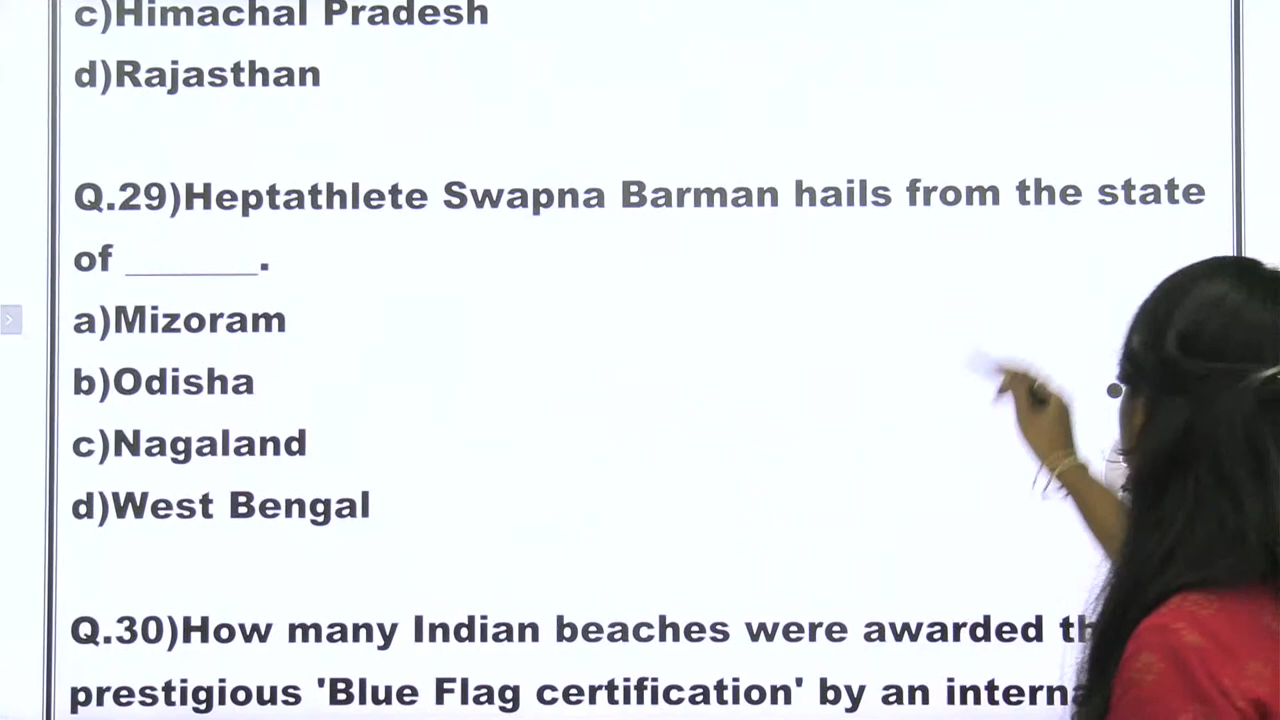 c)Himachal Pradesh
d)Rajasthan
Q.29)Heptathlete Swapna Barman hails from the state
of _______.
a)Mizoram
b)Odisha
c)Nagaland
d)West Bengal
Q.30)How many Indian beaches were awarded
prestigious 'Blue Flag certification' by an